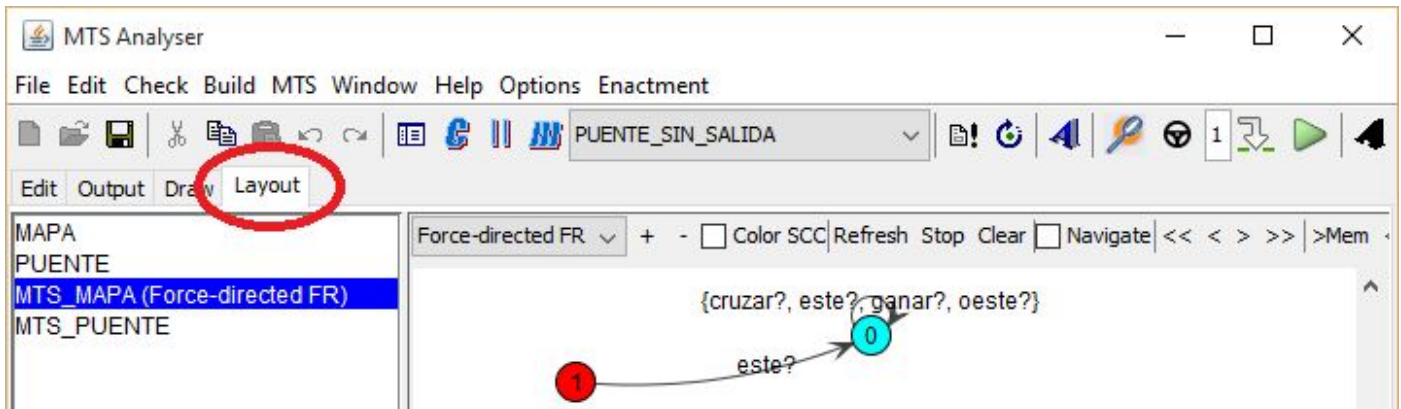 MTS Analyser
File Edit Check Build MTS Window Help Options Enactment
PUENTE_SIN_SALIDA 1
Edit Output Draw Layout
MAPA
PUENTE
MTS_MAPA (Force-directed FR)
MTS_PUENTE
Force-directed FR + - Color SCC Refresh Stop Clear Navigate << < > >> >Mem
{cruzar?, este?, ganar?, oeste?}
0
este?
1